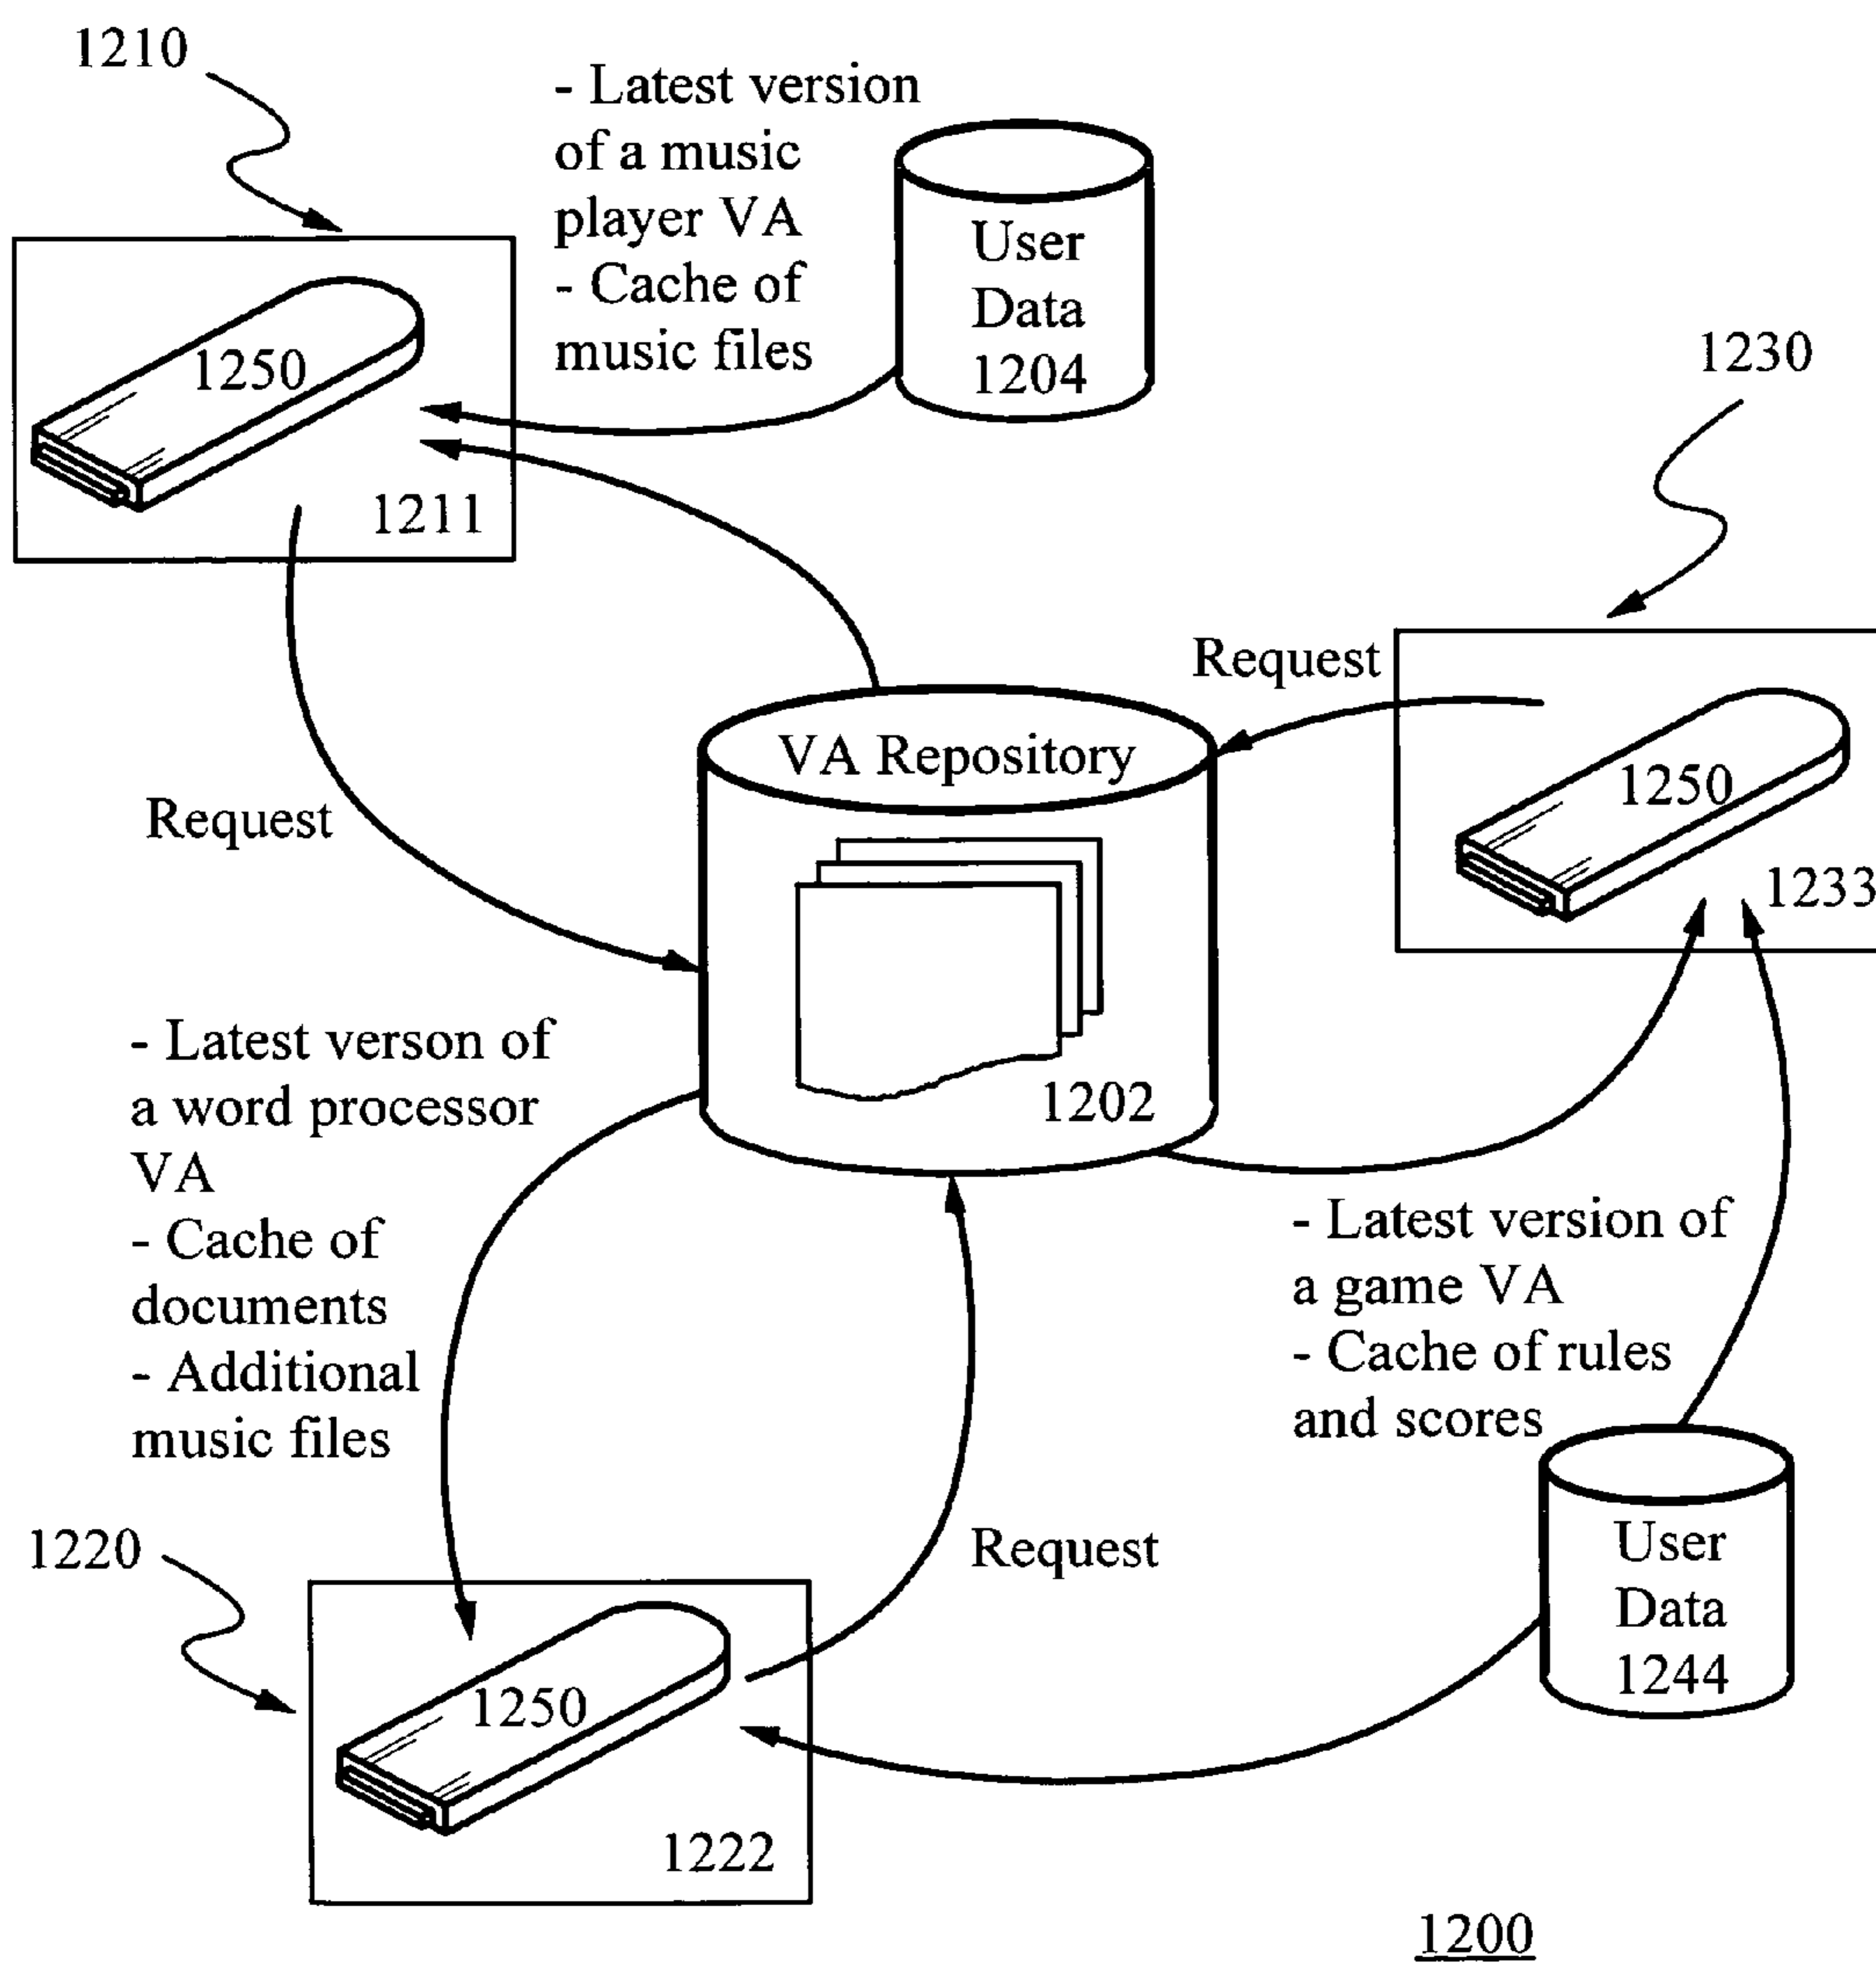 1210
- Latest version
of a music
player VA
- Cache of
music files
User
Data
1204
1230
1250
1211
Request
Request
VA Repository
1202
1250
1233
- Latest verson of
a word processor
VA
- Cache of
documents
- Additional
music files
- Latest version of
a game VA
- Cache of rules
and scores
1220
Request
User
Data
1244
1250
1222
1200